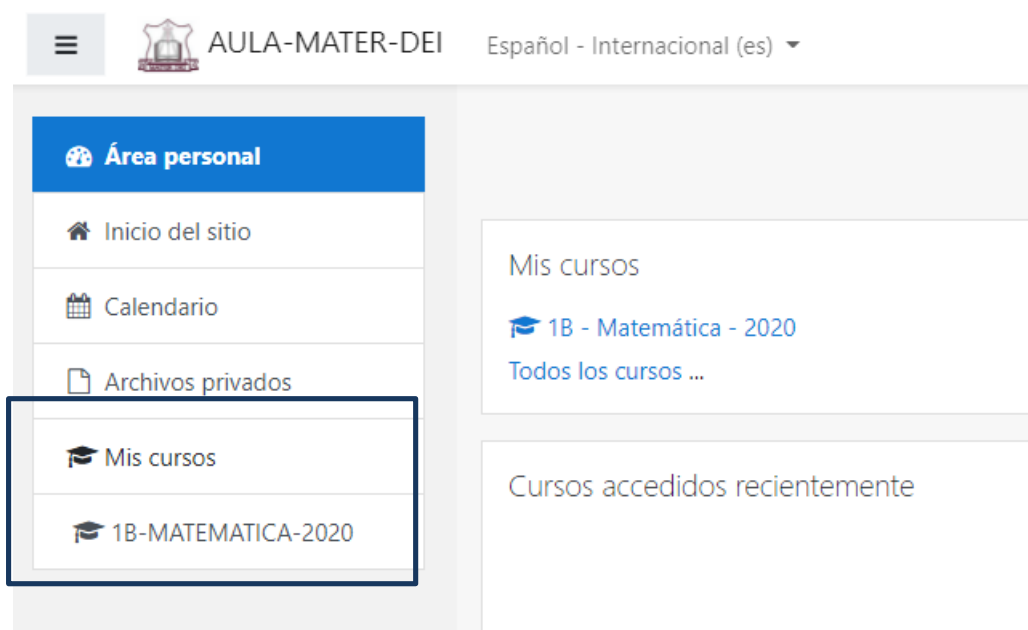 AULA-MATER-DEI
Español - Internacional (es)
Área personal
Inicio del sitio
Calendario
Archivos privados
Mis cursos
1B-MATEMATICA-2020
Mis cursos
1B - Matemática - 2020
Todos los cursos ...
Cursos accedidos recientemente